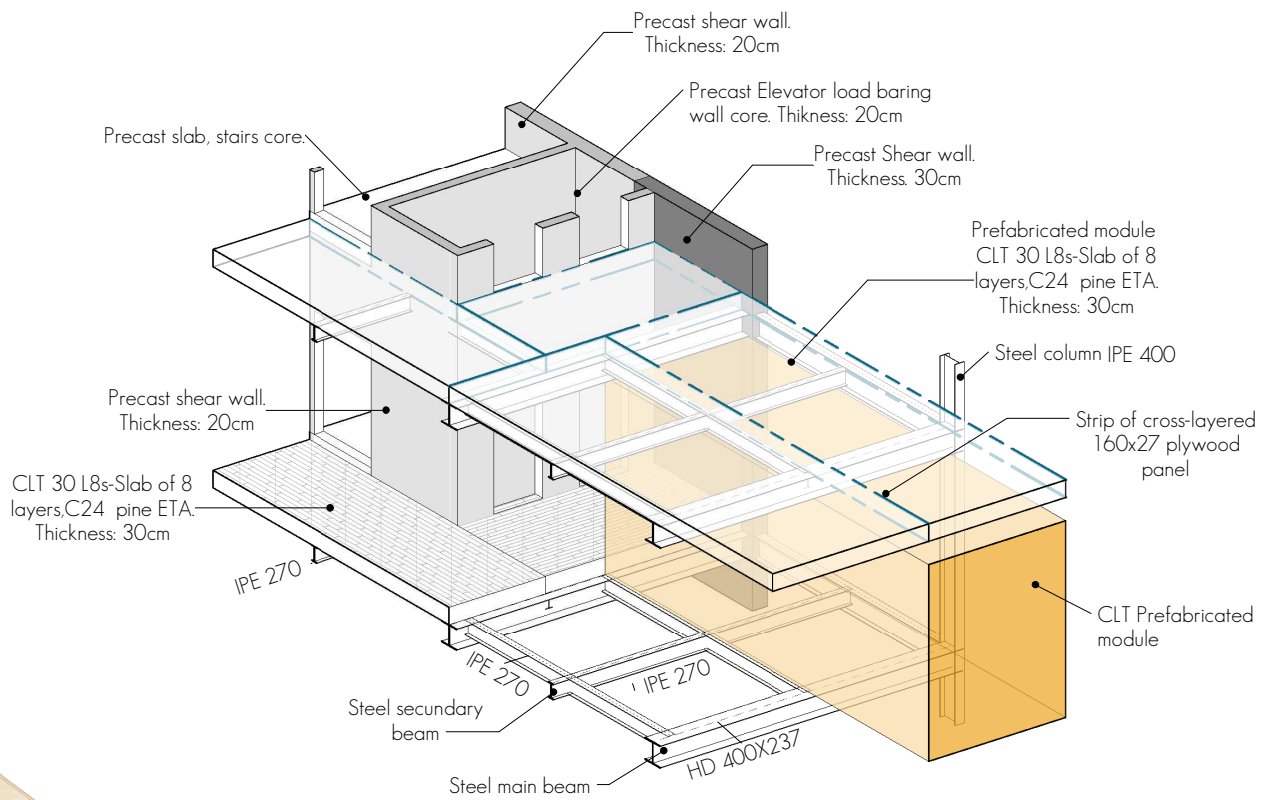 Precast shear wall.
Thickness: 20cm
Precast Elevator load baring
wall core. Thikness: 20cm
Precast slab, stairs core.
Precast Shear wall.
Thickness. 30cm
Prefabricated module
CLT 30 L8s-Slab of 8
layers,C24 pine ETA.
Thickness: 30cm
Steel column IPE 400
Precast shear wall.
Thickness: 20cm
Strip of cross-layered
160x27 plywood
panel
CLT 30 L8s-Slab of 8
layers,C24 pine ETA.
Thickness: 30cm
IPE 270
CLT Prefabricated
module
IPE 270
IPE 270
Steel secundary
beam
HD 400X237
Steel main beam